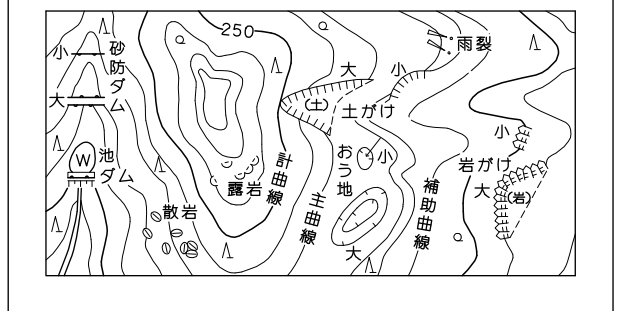 250
小
大
砂防ダム
W
池
ダム
散岩
露岩
計曲線
主曲線
大
(土)
土がけ
小
おう地
小
大
補助曲線
雨裂
小
岩がけ
大
(岩)